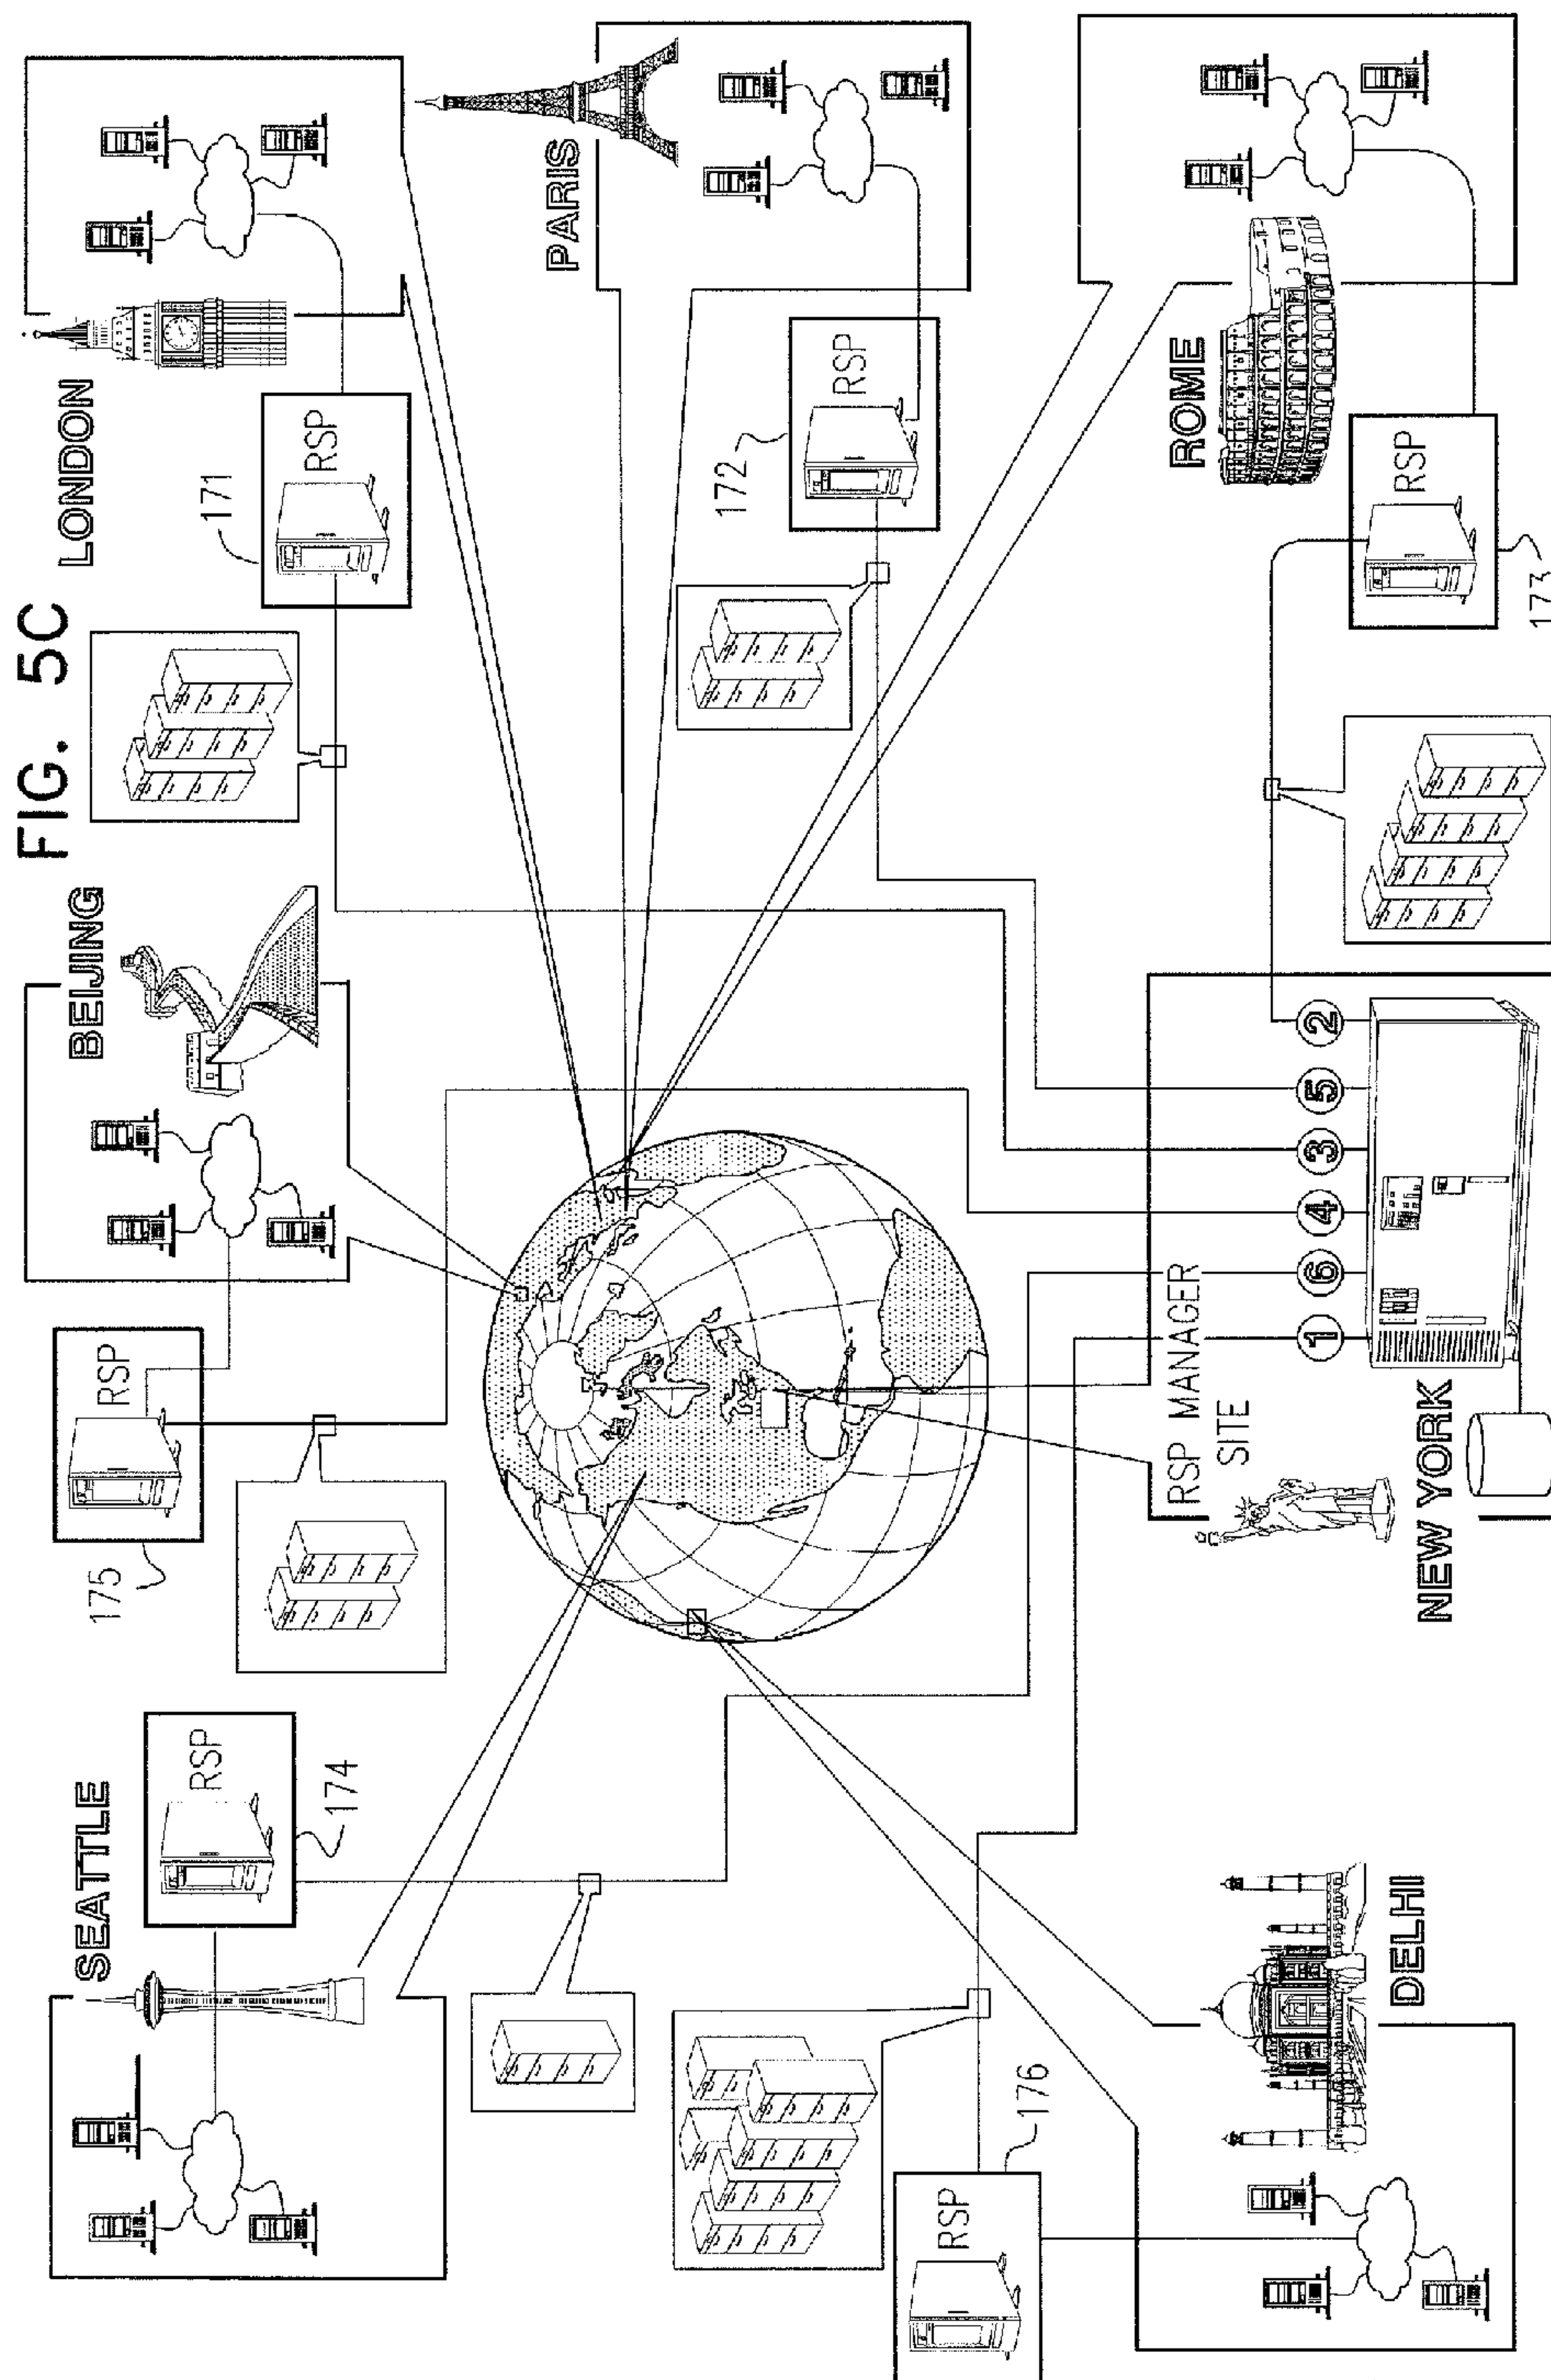 FIG. 5C
SEATTLE
RSP
174
175
RSP
BEIJING
LONDON
171
RSP
PARIS
172
RSP
176
RSP
DELHI
RSP MANAGER
SITE
NEW YORK
1
6
4
3
5
2
ROME
RSP
173